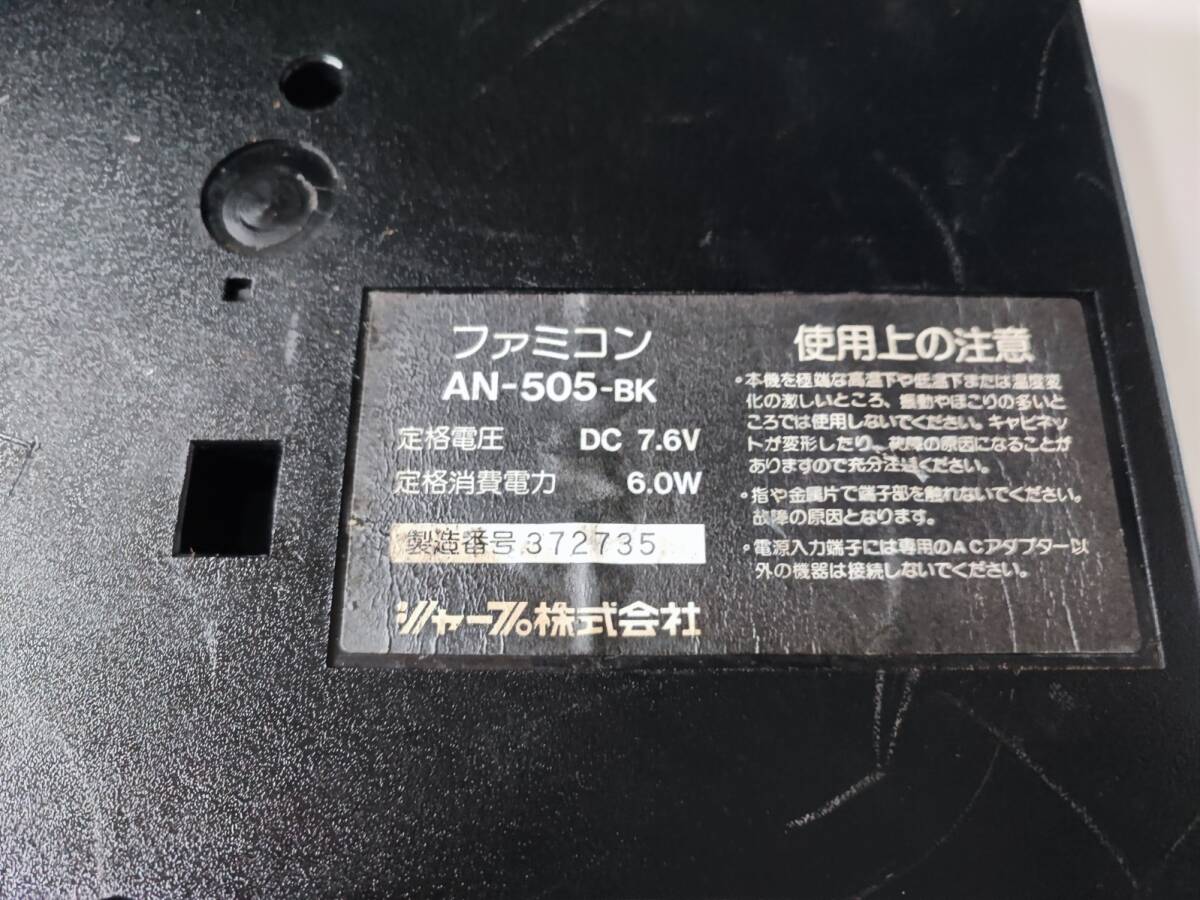 ファミコン
AN-505-BK
定格電圧 DC 7.6V
定格消費電力 6.0W
製造番号 372735
シャープ株式会社
使用上の注意
・本機を極端な高温下や低温下または温度変
化の激しいところ、振動やほこりの多いと
ころでは使用しないでください。キャビネッ
トが変形したり、故障の原因になることが
ありますので充分注意ください。
・指や金属片で端子部を触れないでください。
故障の原因となります。
・電源入力端子には専用のACアダプター以
外の機器は接続しないでください。